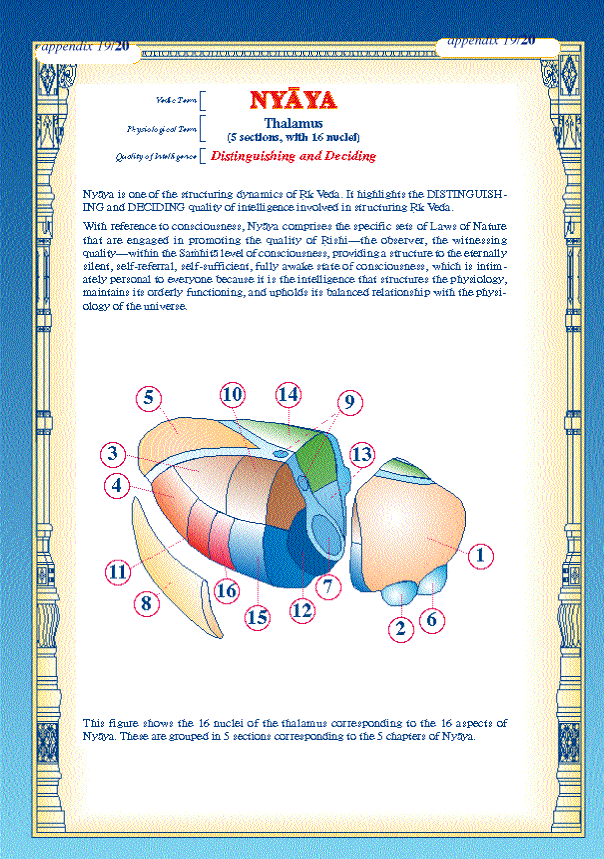 appendix 19/20
appendix 19/20
Vedic Term
NYĀYA
Physiological Term
Thalamus
(5 sections, with 16 nuclei)
Quality of Intelligence
Distinguishing and Deciding
Nyāya is one of the structuring dynamics of Ṛk Veda. It highlights the DISTINGUISH-
ING and DECIDING quality of intelligence involved in structuring Ṛk Veda.
With reference to consciousness, Nyāya comprises the specific sets of Laws of Nature
that are engaged in promoting the quality of Rishi—the observer, the witnessing
quality—within the Saṁhitā level of consciousness, providing a structure to the eternally
silent, self-referral, self-sufficient, fully awake state of consciousness, which is intim-
ately personal to everyone because it is the intelligence that structures the physiology,
maintains its orderly functioning, and upholds its balanced relationship with the physi-
ology of the universe.
5
10
14
9
3
13
4
1
11
8
16
15
12
7
2
6
This figure shows the 16 nuclei of the thalamus corresponding to the 16 aspects of
Nyāya. These are grouped in 5 sections corresponding to the 5 chapters of Nyāya.